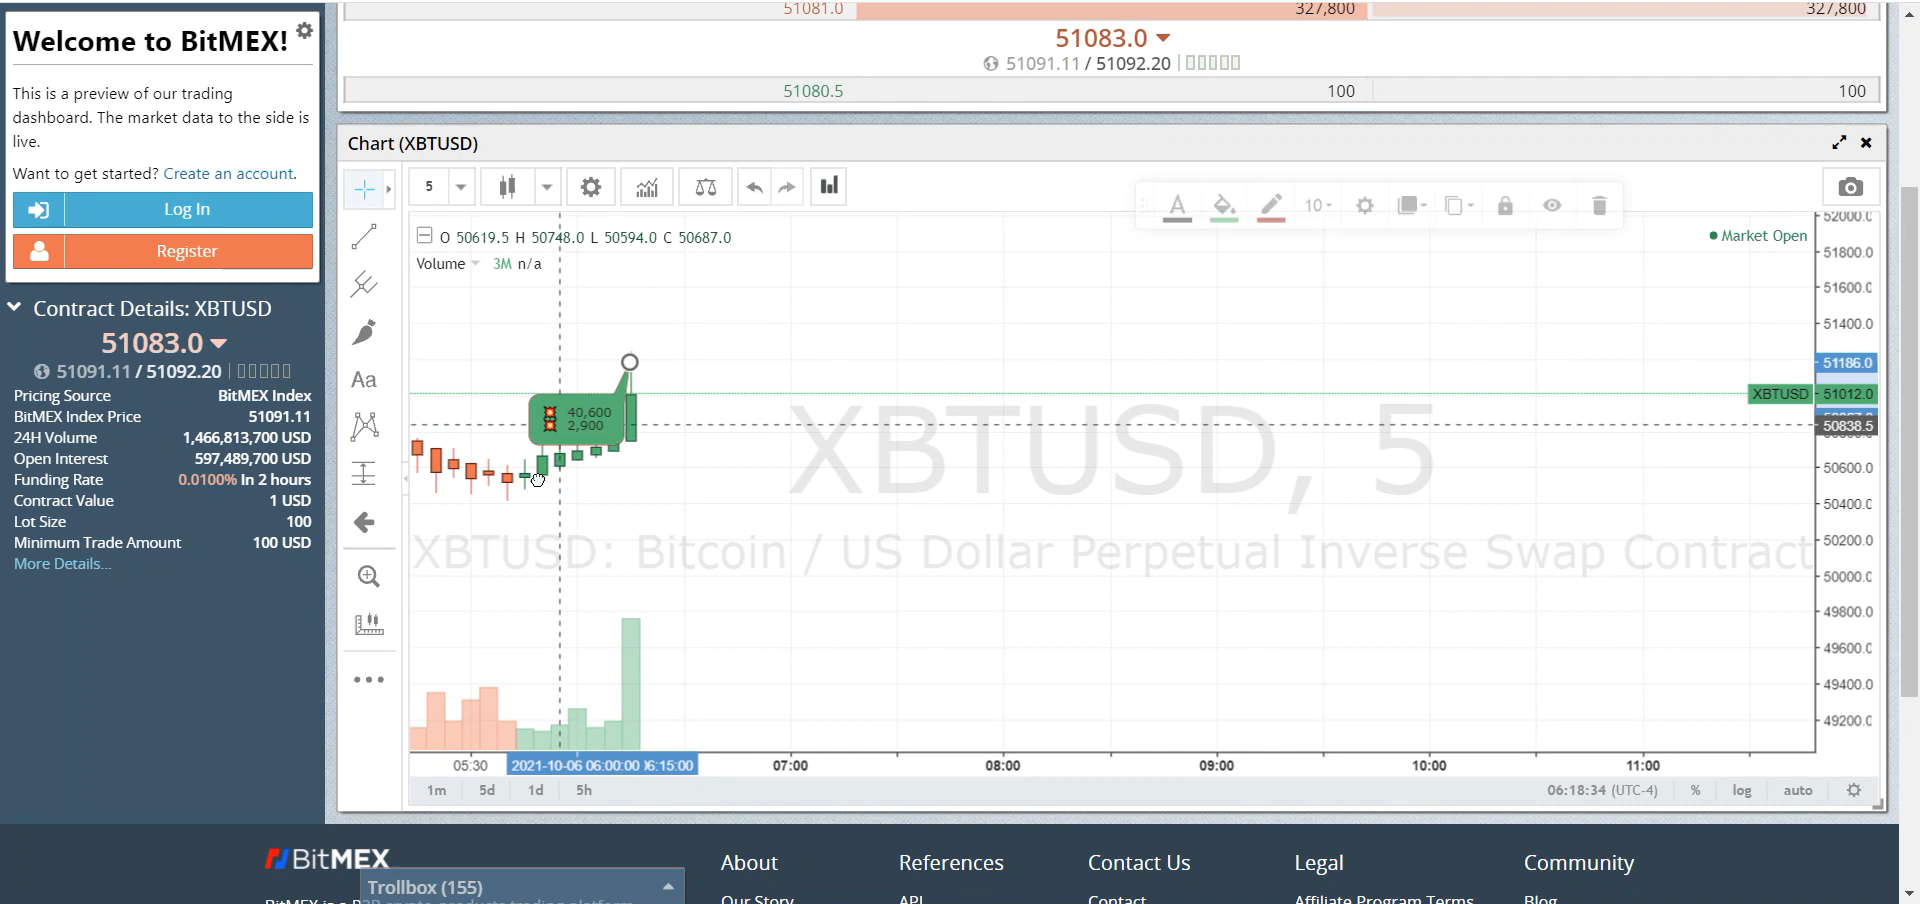 51081.0 327,800 327,800
Welcome to BitMEX!
51083.0
51091.11 / 51092.20
This is a preview of our trading
dashboard. The market data to the side is
live.
51080.5 100 100
Chart (XBTUSD)
Want to get started? Create an account.
5
10
Log In
Register
O 50619.5 H 50748.0 L 50594.0 C 50687.0
Market Open
Volume 3M n/a
52000.0
51800.0
51600.0
51400.0
51186.0
XBTUSD 51012.0
50838.5
50600.0
50400.0
50200.0
50000.0
49800.0
49600.0
49400.0
49200.0
40,600
2,900
Aa
XBTUSD, 5
XBTUSD: Bitcoin / US Dollar Perpetual Inverse Swap Contract
Contract Details: XBTUSD
51083.0
51091.11 / 51092.20
Pricing Source BitMEX Index
BitMEX Index Price 51091.11
24H Volume 1,466,813,700 USD
Open Interest 597,489,700 USD
Funding Rate 0.0100% In 2 hours
Contract Value 1 USD
Lot Size 100
Minimum Trade Amount 100 USD
More Details...
05:30 2021-10-06 06:00:00 6:15:00 07:00 08:00 09:00 10:00 11:00
1m 5d 1d 5h 06:18:34 (UTC-4) % log auto
BitMEX
Trollbox (155)
About References Contact Us Legal Community
Our Story API Contact Affiliate Program Terms Blog